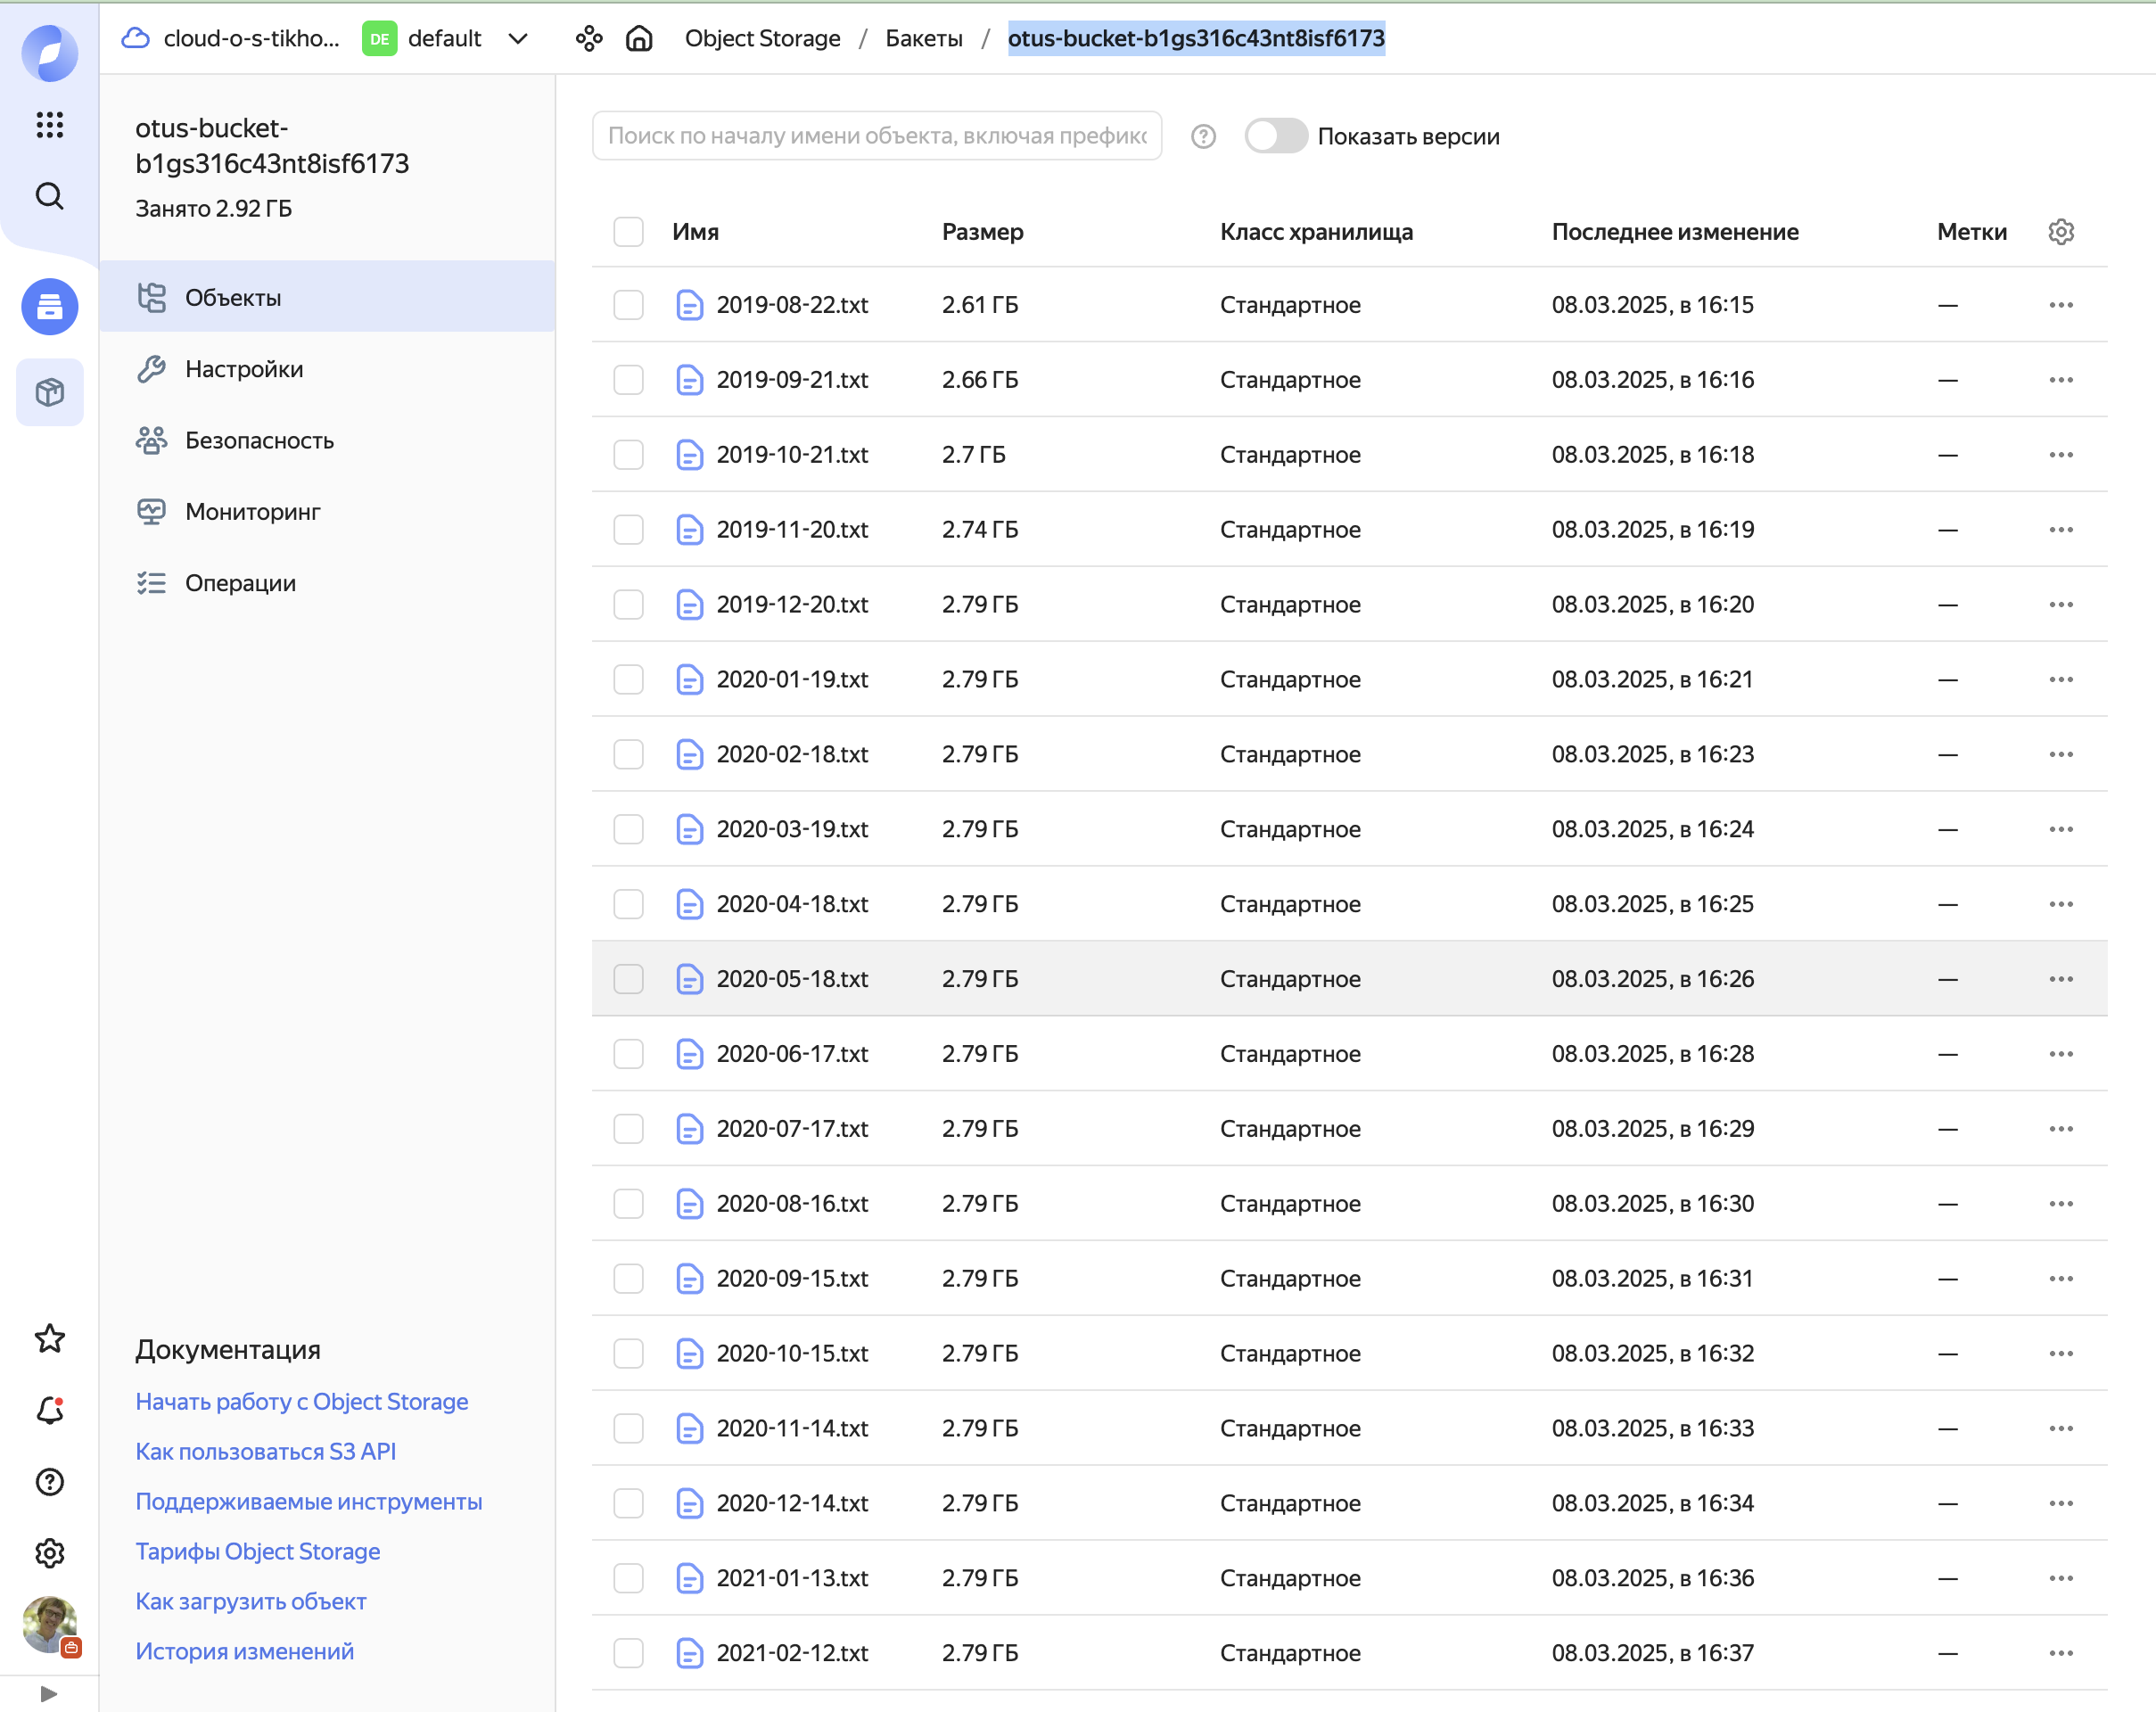 cloud-o-s-tikho... DE default Object Storage / Бакеты / otus-bucket-b1gs316c43nt8isf6173
otus-bucket-
b1gs316c43nt8isf6173
Занято 2.92 ГБ
Объекты
Настройки
Безопасность
Мониторинг
Операции
Документация
Начать работу с Object Storage
Как пользоваться S3 API
Поддерживаемые инструменты
Тарифы Object Storage
Как загрузить объект
История изменений
Поиск по началу имени объекта, включая префикс
Показать версии
Имя Размер Класс хранилища Последнее изменение Метки
2019-08-22.txt 2.61 ГБ Стандартное 08.03.2025, в 16:15 —
2019-09-21.txt 2.66 ГБ Стандартное 08.03.2025, в 16:16 —
2019-10-21.txt 2.7 ГБ Стандартное 08.03.2025, в 16:18 —
2019-11-20.txt 2.74 ГБ Стандартное 08.03.2025, в 16:19 —
2019-12-20.txt 2.79 ГБ Стандартное 08.03.2025, в 16:20 —
2020-01-19.txt 2.79 ГБ Стандартное 08.03.2025, в 16:21 —
2020-02-18.txt 2.79 ГБ Стандартное 08.03.2025, в 16:23 —
2020-03-19.txt 2.79 ГБ Стандартное 08.03.2025, в 16:24 —
2020-04-18.txt 2.79 ГБ Стандартное 08.03.2025, в 16:25 —
2020-05-18.txt 2.79 ГБ Стандартное 08.03.2025, в 16:26 —
2020-06-17.txt 2.79 ГБ Стандартное 08.03.2025, в 16:28 —
2020-07-17.txt 2.79 ГБ Стандартное 08.03.2025, в 16:29 —
2020-08-16.txt 2.79 ГБ Стандартное 08.03.2025, в 16:30 —
2020-09-15.txt 2.79 ГБ Стандартное 08.03.2025, в 16:31 —
2020-10-15.txt 2.79 ГБ Стандартное 08.03.2025, в 16:32 —
2020-11-14.txt 2.79 ГБ Стандартное 08.03.2025, в 16:33 —
2020-12-14.txt 2.79 ГБ Стандартное 08.03.2025, в 16:34 —
2021-01-13.txt 2.79 ГБ Стандартное 08.03.2025, в 16:36 —
2021-02-12.txt 2.79 ГБ Стандартное 08.03.2025, в 16:37 —